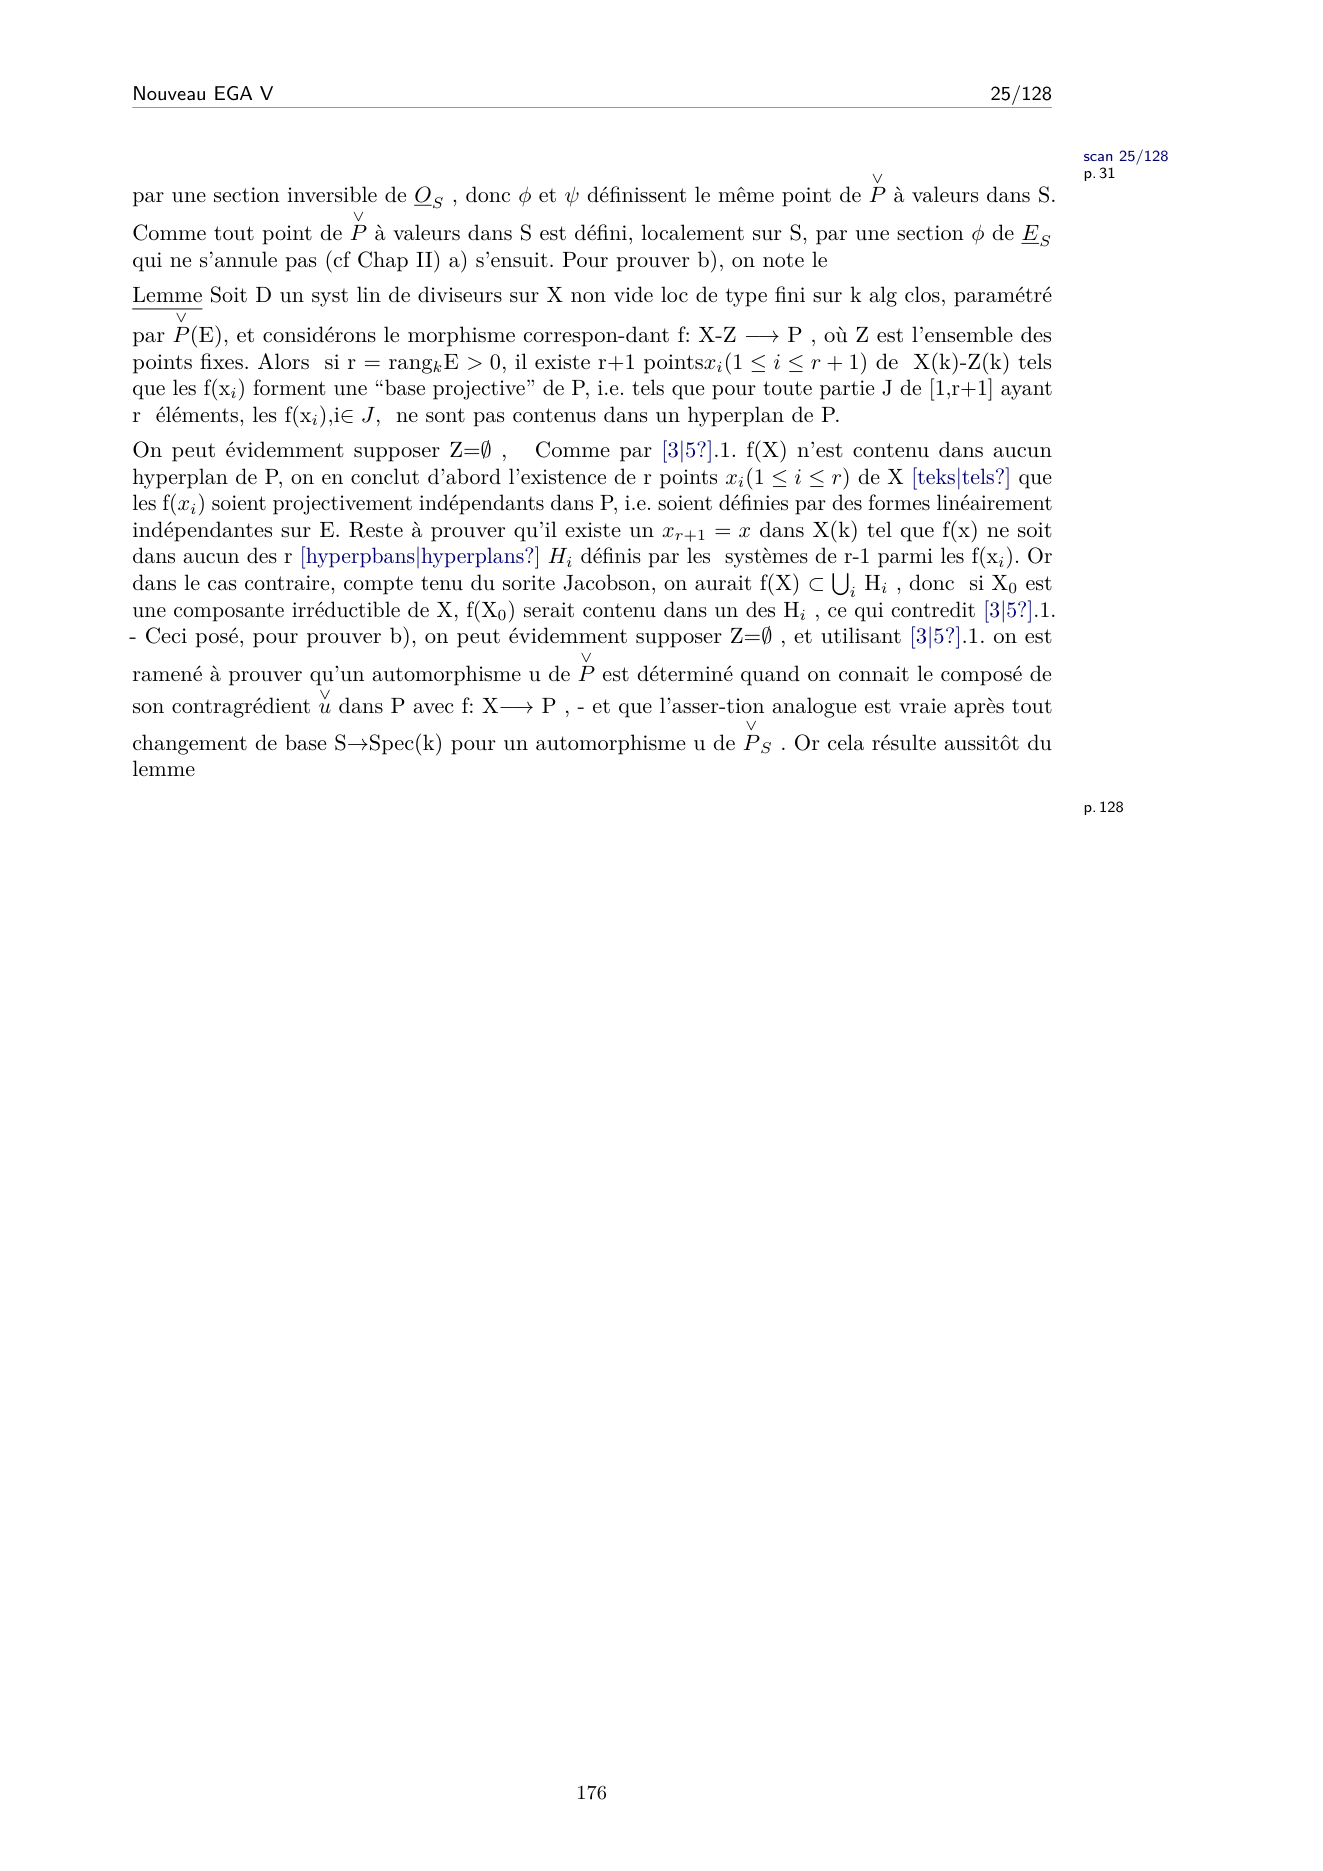 Nouveau EGA V 25/128
scan 25/128
p. 31
par une section inversible de O_S , donc ϕ et ψ définissent le même point de P̌ à valeurs dans S.
Comme tout point de P̌ à valeurs dans S est défini, localement sur S, par une section ϕ de E_S
qui ne s'annule pas (cf Chap II) a) s'ensuit. Pour prouver b), on note le
Lemme Soit D un syst lin de diviseurs sur X non vide loc de type fini sur k alg clos, paramétré
par P̌(E), et considérons le morphisme correspon-dant f: X-Z ⟶ P , où Z est l'ensemble des
points fixes. Alors si r = rang_kE > 0, il existe r+1 pointsx_i(1 ≤ i ≤ r + 1) de X(k)-Z(k) tels
que les f(x_i) forment une “base projective” de P, i.e. tels que pour toute partie J de [1,r+1] ayant
r éléments, les f(x_i),i∈ J, ne sont pas contenus dans un hyperplan de P.
On peut évidemment supposer Z=∅ , Comme par [3|5?].1. f(X) n'est contenu dans aucun
hyperplan de P, on en conclut d'abord l'existence de r points x_i(1 ≤ i ≤ r) de X [teks|tels?] que
les f(x_i) soient projectivement indépendants dans P, i.e. soient définies par des formes linéairement
indépendantes sur E. Reste à prouver qu'il existe un x_{r+1} = x dans X(k) tel que f(x) ne soit
dans aucun des r [hyperpbans|hyperplans?] H_i définis par les systèmes de r-1 parmi les f(x_i). Or
dans le cas contraire, compte tenu du sorite Jacobson, on aurait f(X) ⊂ ⋃_i H_i , donc si X_0 est
une composante irréductible de X, f(X_0) serait contenu dans un des H_i , ce qui contredit [3|5?].1.
- Ceci posé, pour prouver b), on peut évidemment supposer Z=∅ , et utilisant [3|5?].1. on est
ramené à prouver qu'un automorphisme u de P̌ est déterminé quand on connait le composé de
son contragrédient ǔ dans P avec f: X⟶ P , - et que l'asser-tion analogue est vraie après tout
changement de base S→Spec(k) pour un automorphisme u de P̌_S . Or cela résulte aussitôt du
lemme
p. 128
176